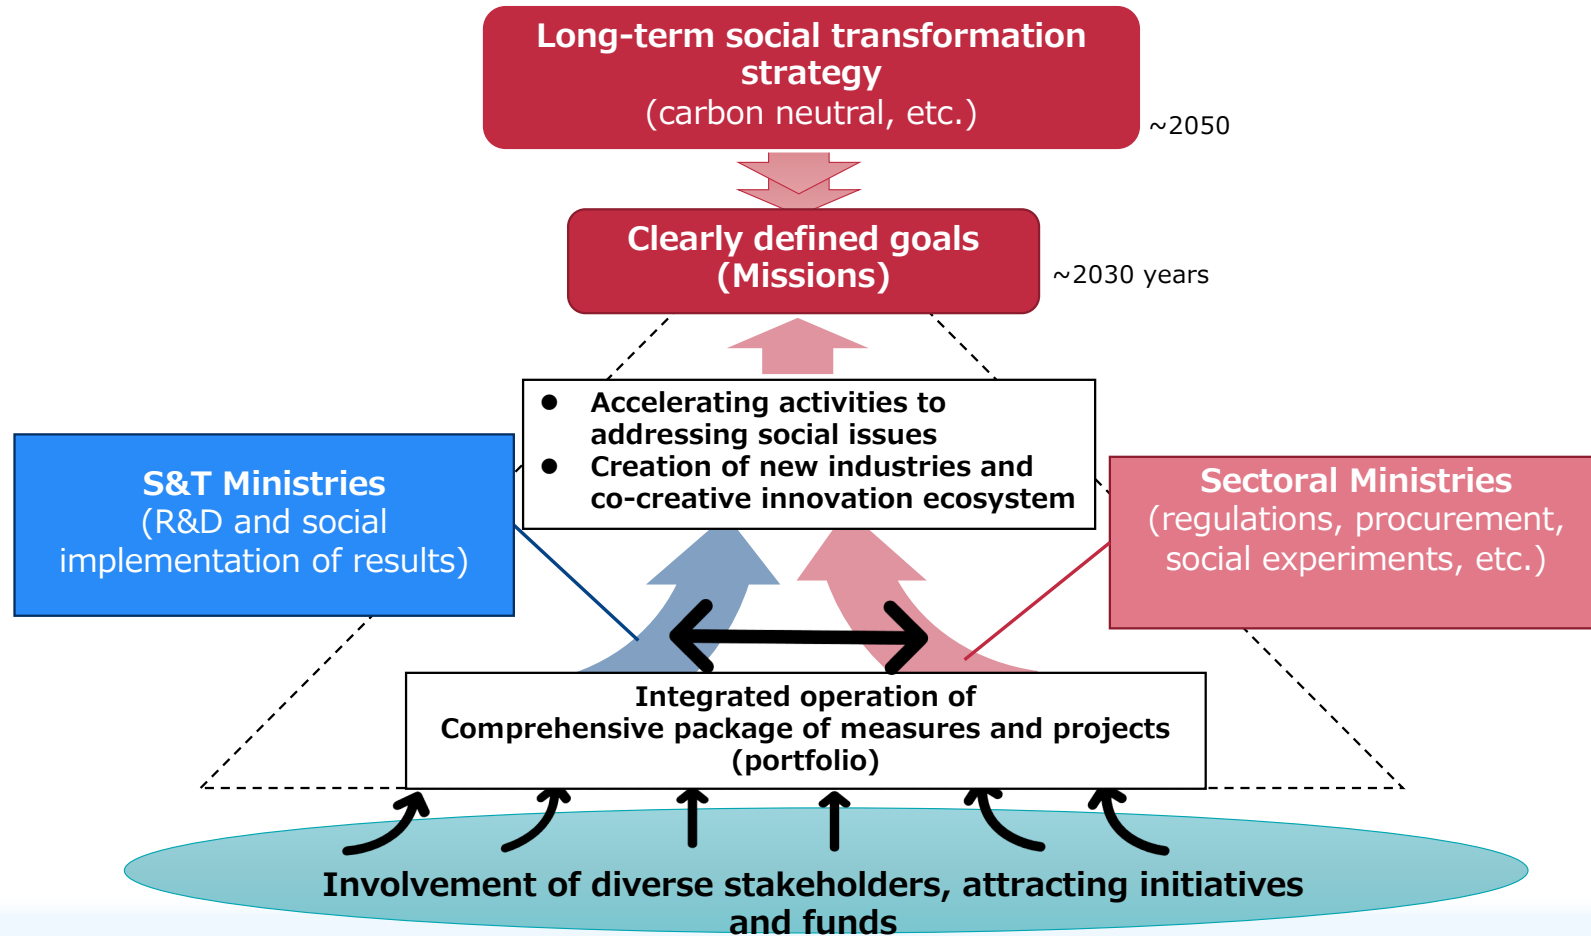 Long-term social transformation
strategy
(carbon neutral, etc.)
~2050
Clearly defined goals
(Missions)
~2030 years
● Accelerating activities to
addressing social issues
● Creation of new industries and
co-creative innovation ecosystem
S&T Ministries
(R&D and social
implementation of results)
Sectoral Ministries
(regulations, procurement,
social experiments, etc.)
Integrated operation of
Comprehensive package of measures and projects
(portfolio)
Involvement of diverse stakeholders, attracting initiatives
and funds